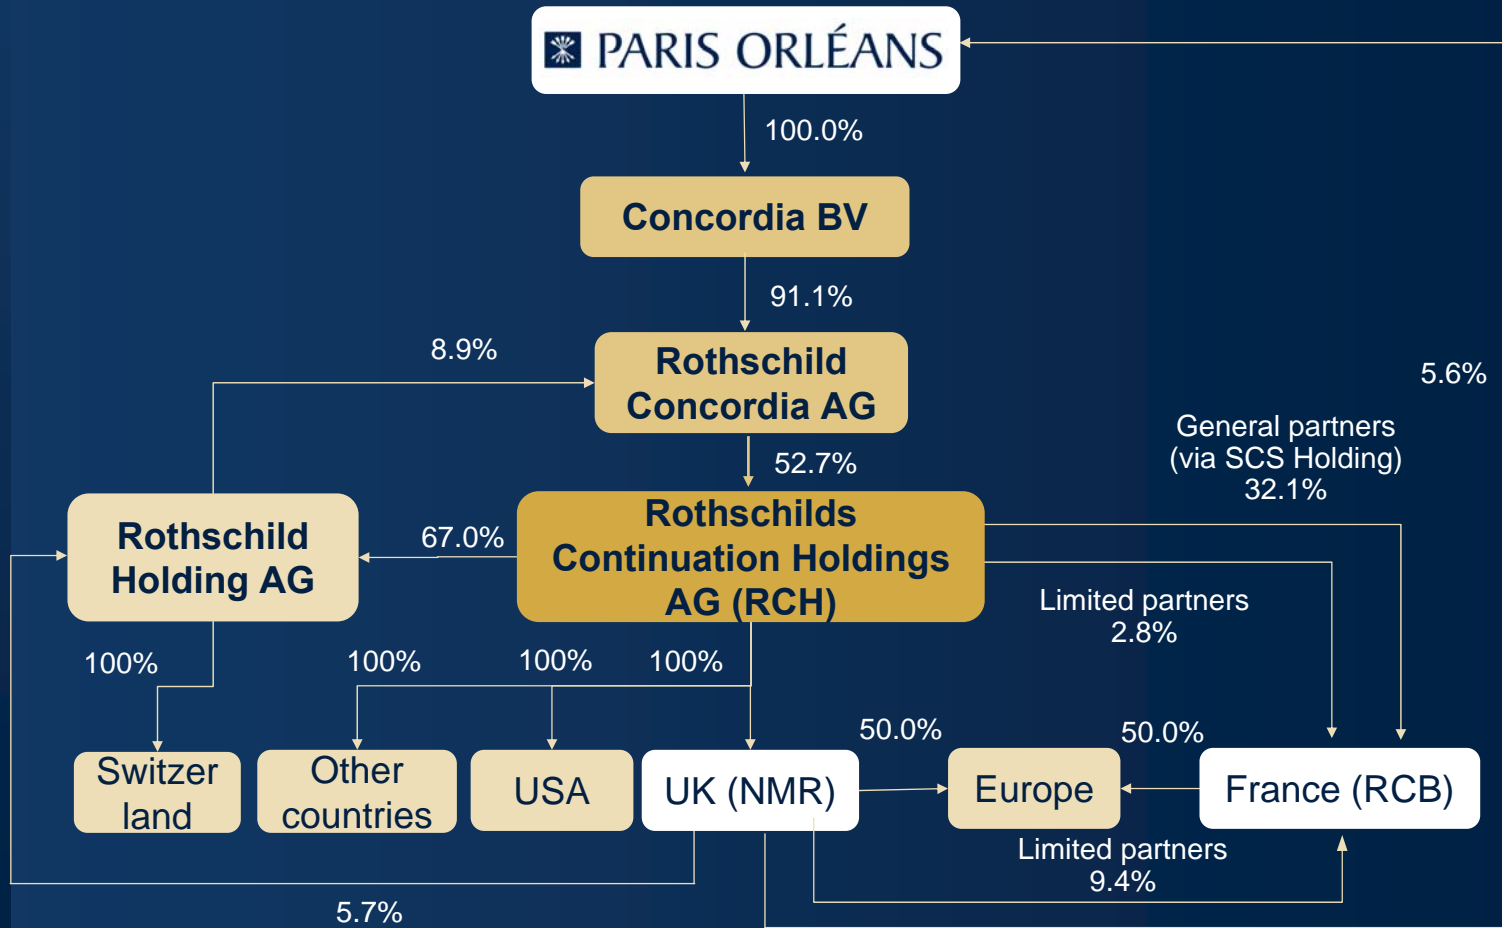 PARIS ORLÉANS
100.0%
Concordia BV
91.1%
8.9%
Rothschild
Concordia AG
5.6%
General partners
(via SCS Holding)
32.1%
52.7%
Rothschild
Holding AG
67.0%
Rothschilds
Continuation Holdings
AG (RCH)
Limited partners
2.8%
100%
100%
100%
100%
50.0%
50.0%
Switzer
land
Other
countries
USA
UK (NMR)
Europe
France (RCB)
Limited partners
9.4%
5.7%